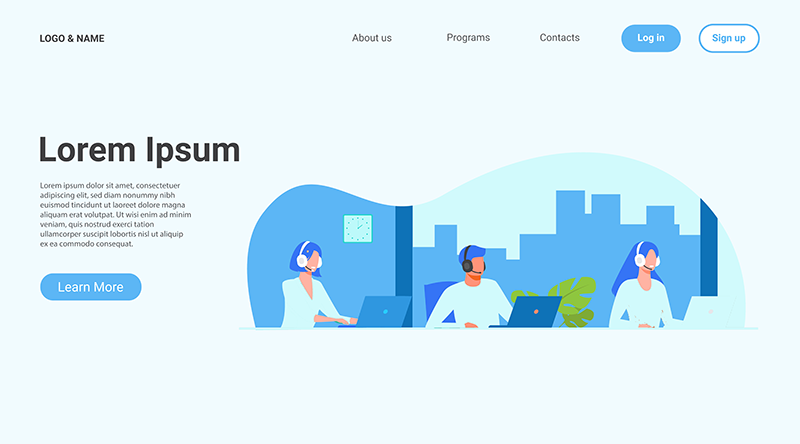 LOGO & NAME
About us
Programs
Contacts
Log in
Sign up
Lorem Ipsum
Lorem ipsum dolor sit amet, consectetuer
adipiscing elit, sed diam nonummy nibh
euismod tincidunt ut laoreet dolore magna
aliquam erat volutpat. Ut wisi enim ad minim
veniam, quis nostrud exerci tation
ullamcorper suscipit lobortis nisl ut aliquip
ex ea commodo consequat.
Learn More